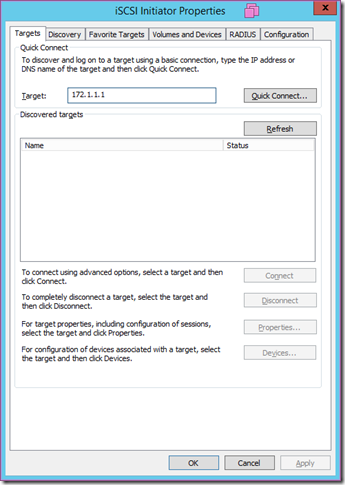 iSCSI Initiator Properties
x
Targets Discovery Favorite Targets Volumes and Devices RADIUS Configuration
Quick Connect
To discover and log on to a target using a basic connection, type the IP address or
DNS name of the target and then click Quick Connect.
Target: 172.1.1.1 Quick Connect...
Discovered targets
Refresh
Name Status
To connect using advanced options, select a target and then
click Connect.
Connect
To completely disconnect a target, select the target and
then click Disconnect.
Disconnect
For target properties, including configuration of sessions,
select the target and click Properties.
Properties...
For configuration of devices associated with a target, select
the target and then click Devices.
Devices...
OK Cancel Apply